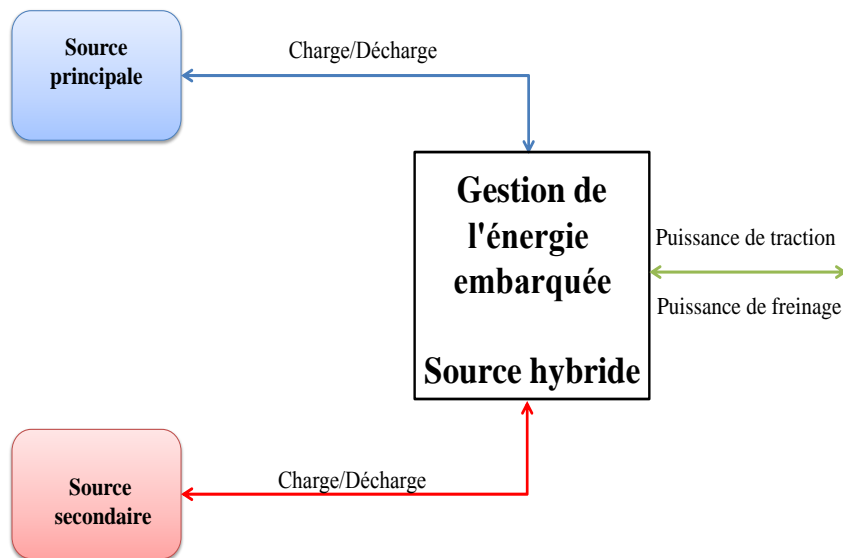 Source
principale
Charge/Décharge
Gestion de
l'énergie
embarquée
Source hybride
Puissance de traction
Puissance de freinage
Charge/Décharge
Source
secondaire